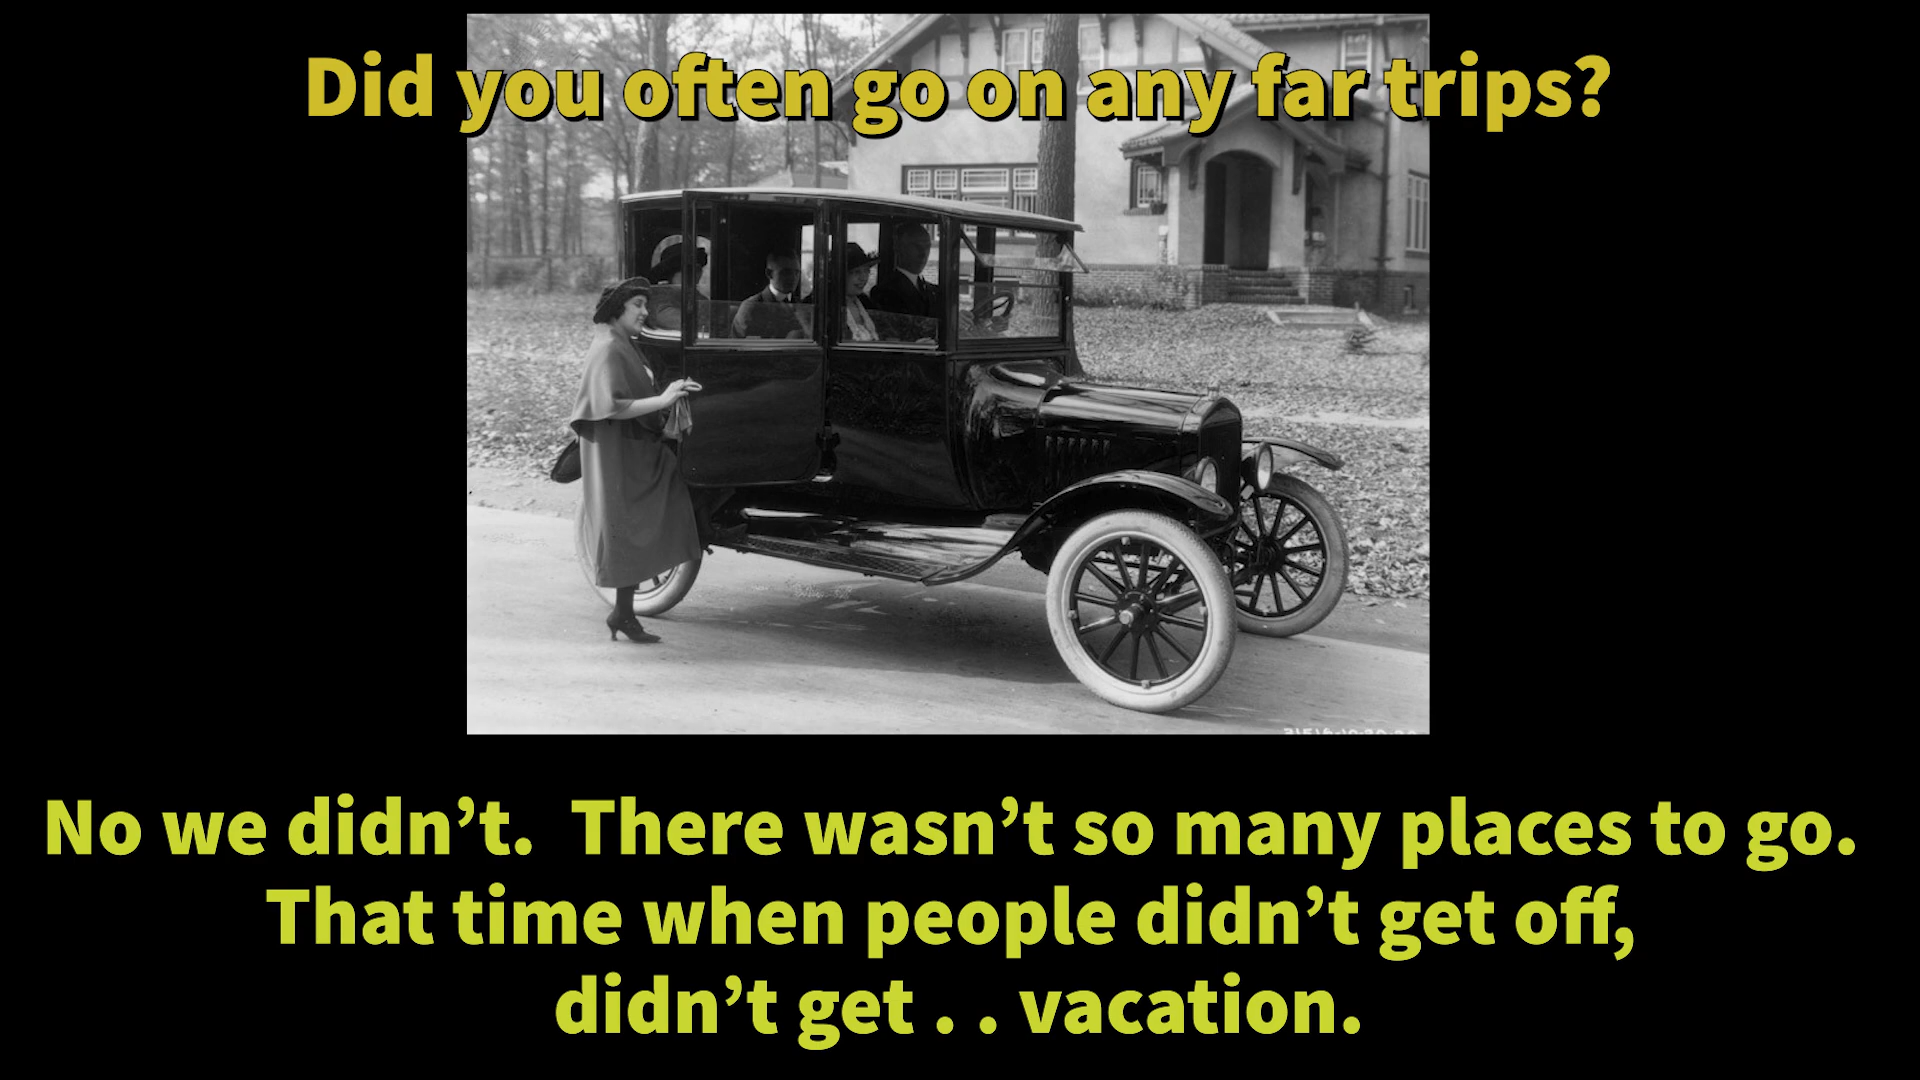 Did you often go on any far trips?
No we didn’t.  There wasn’t so many places to go.
That time when people didn’t get off,
didn’t get . . vacation.